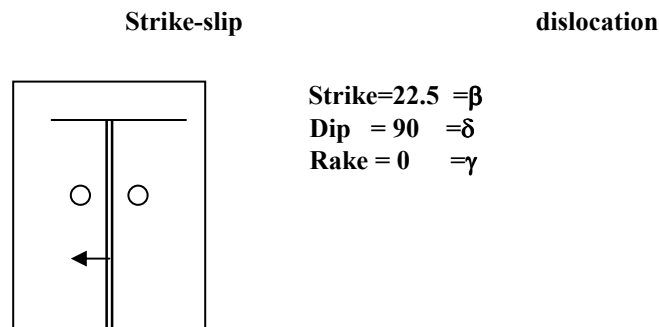 Strike-slip dislocation
Strike=22.5 =β
Dip = 90 =δ
Rake = 0 =γ